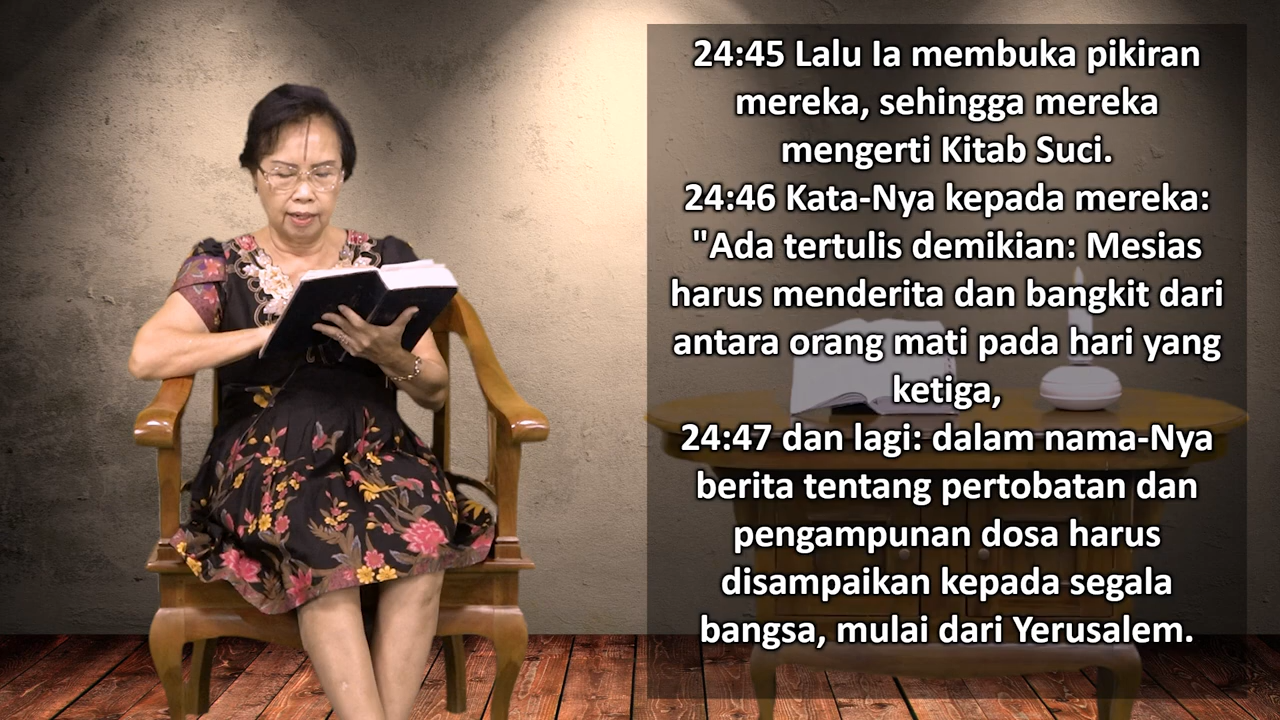 24:45 Lalu Ia membuka pikiran
mereka, sehingga mereka
mengerti Kitab Suci.
24:46 Kata-Nya kepada mereka:
"Ada tertulis demikian: Mesias
harus menderita dan bangkit dari
antara orang mati pada hari yang
ketiga,
24:47 dan lagi: dalam nama-Nya
berita tentang pertobatan dan
pengampunan dosa harus
disampaikan kepada segala
bangsa, mulai dari Yerusalem.